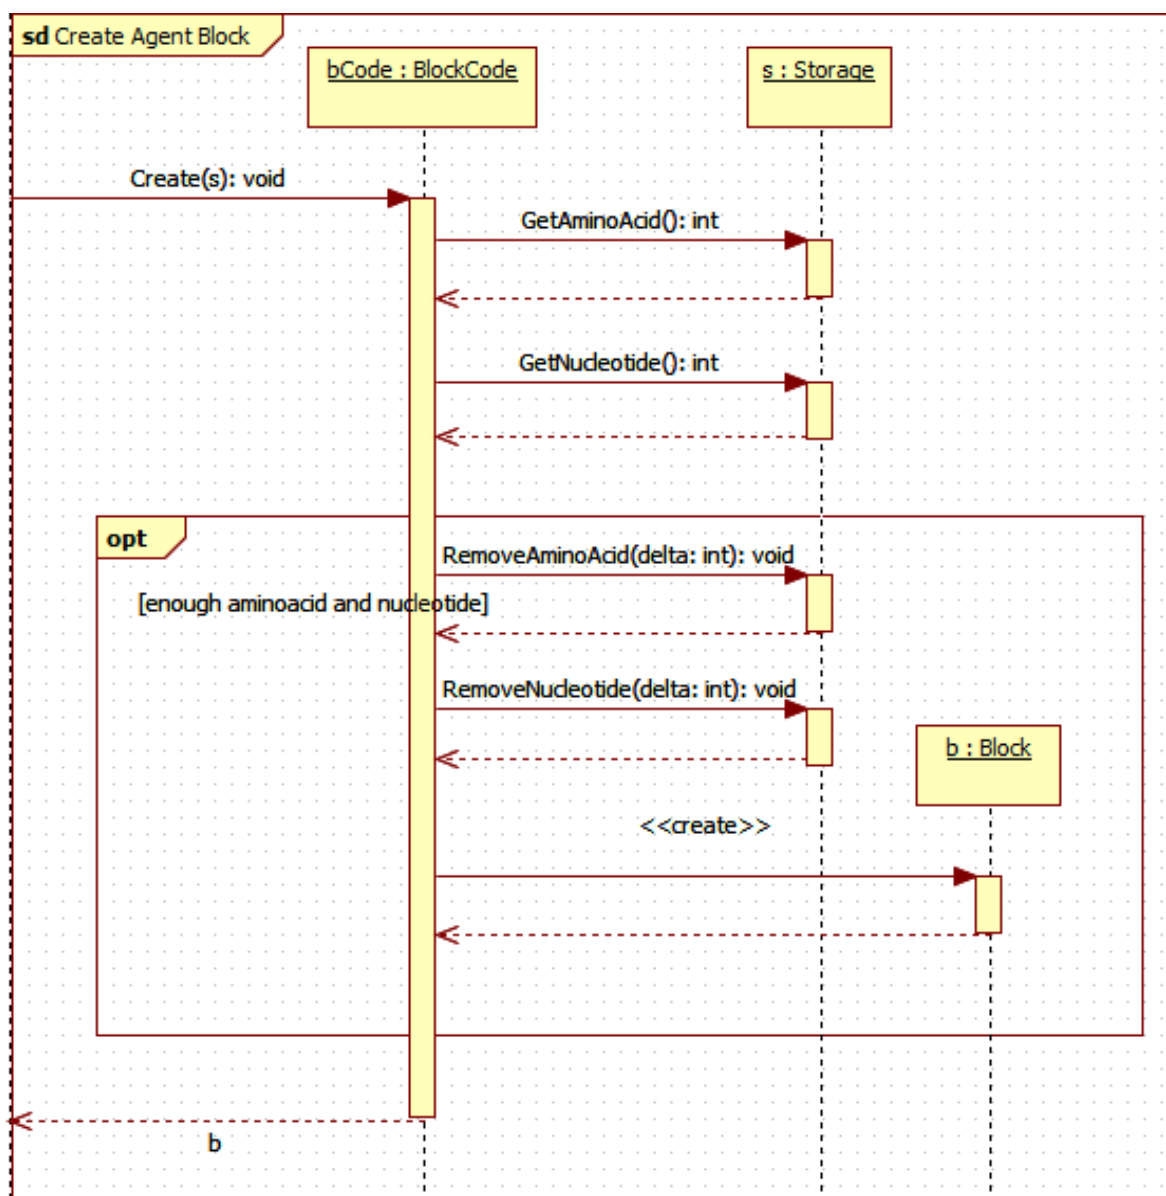 sd Create Agent Block
bCode : BlockCode
s : Storage
Create(s): void
GetAminoAcid(): int
GetNucleotide(): int
opt
RemoveAminoAcid(delta: int): void
[enough aminoacid and nucleotide]
RemoveNucleotide(delta: int): void
b : Block
<<create>>
b